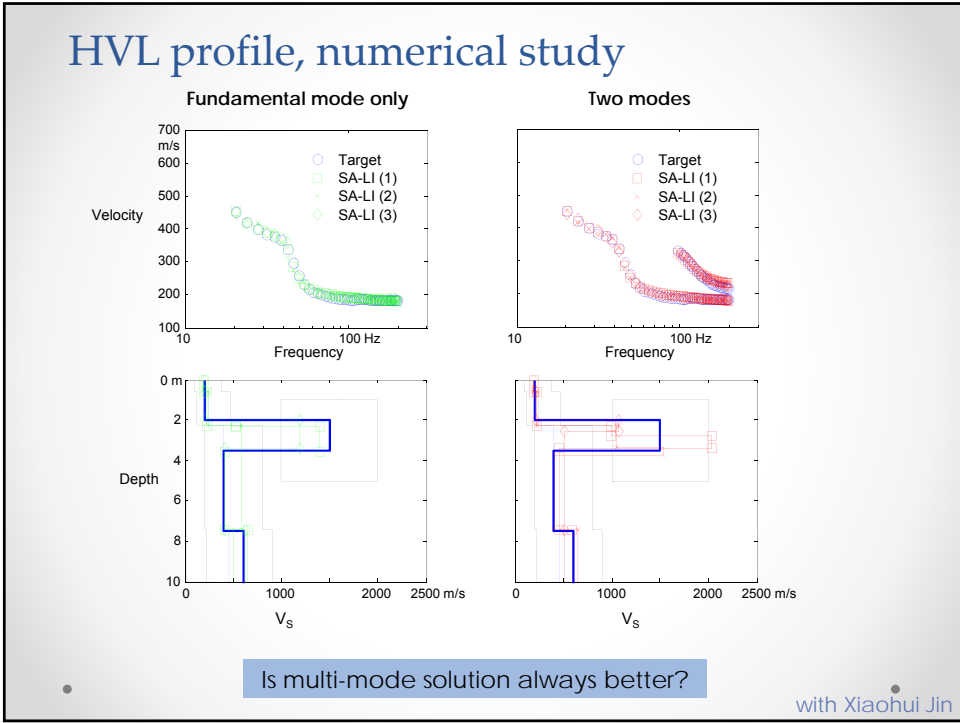 HVL profile, numerical study
Fundamental mode only
700
m/s
600
500
400
300
200
100
Velocity
Target
SA-LI (1)
SA-LI (2)
SA-LI (3)
10
100 Hz
Frequency
Two modes
Target
SA-LI (1)
SA-LI (2)
SA-LI (3)
10
100 Hz
Frequency
0 m
2
4
6
8
10
Depth
0
1000
2000
2500 m/s
VS
0
1000
2000
2500 m/s
VS
Is multi-mode solution always better?
with Xiaohui Jin